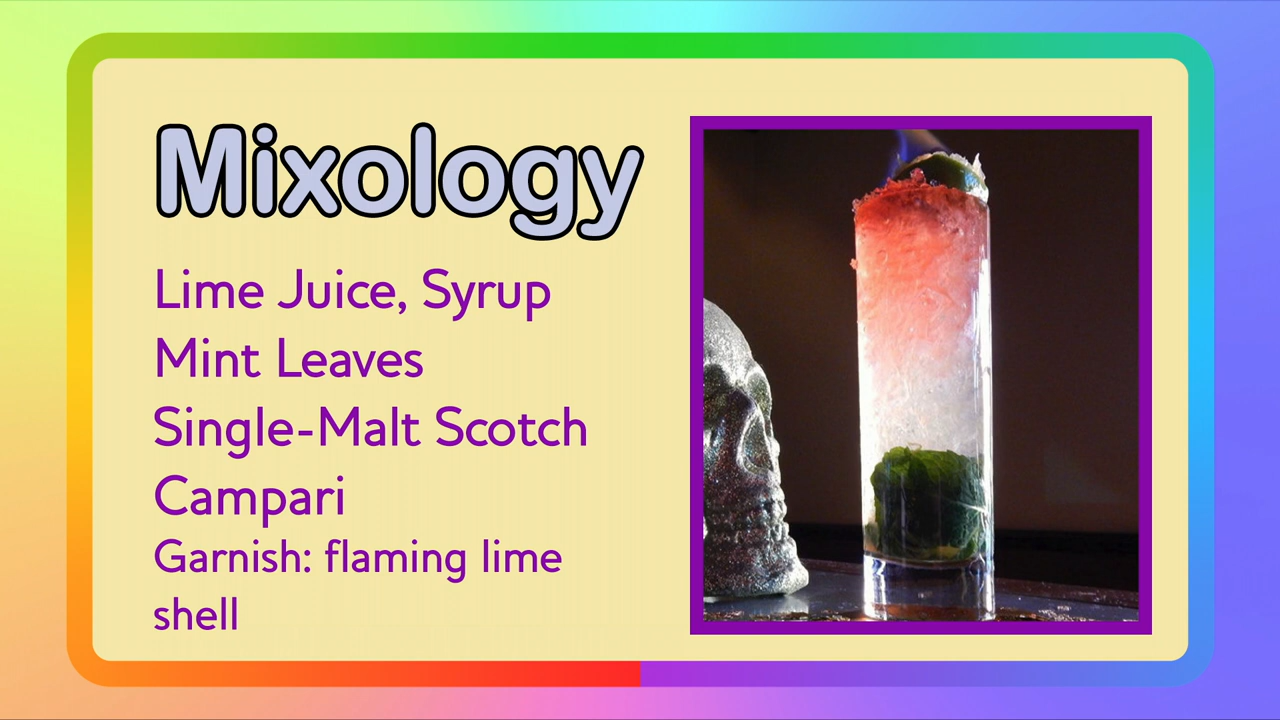 Mixology
Lime Juice, Syrup
Mint Leaves
Single-Malt Scotch
Campari
Garnish: flaming lime
shell